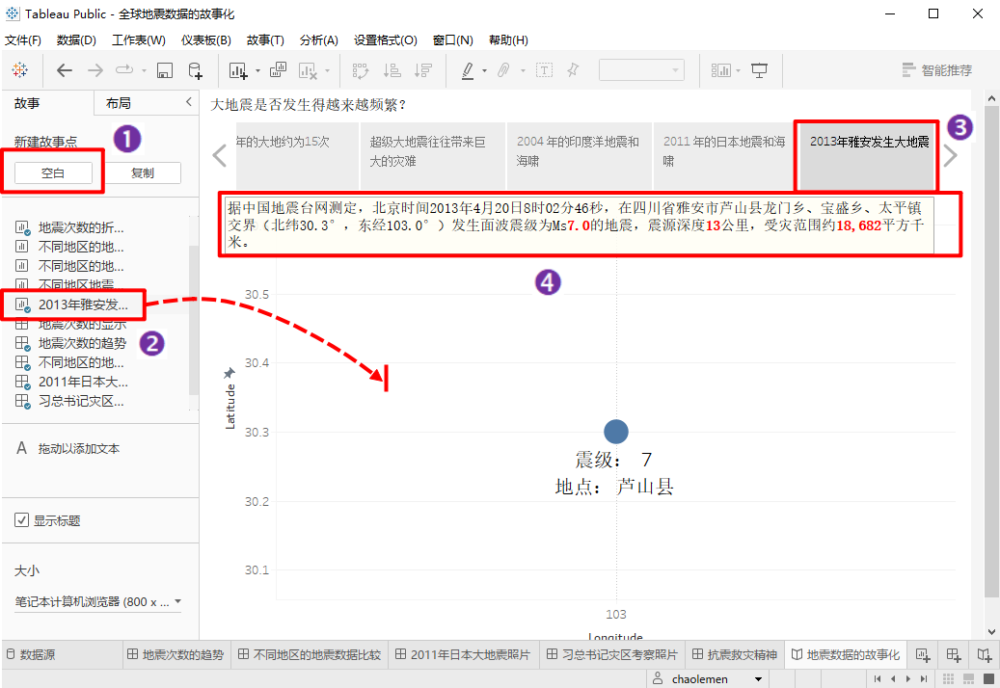 Tableau Public - 全球地震数据的故事化
文件(F) 数据(D) 工作表(W) 仪表板(B) 故事(T) 分析(A) 设置格式(O) 窗口(N) 帮助(H)
智能推荐
故事 布局
新建故事点
1
空白 复制
地震次数的折...
不同地区的地...
不同地区的地...
不同地区地震
2013年雅安发...
地震次数的显示
地震次数的趋势
不同地区的地...
2011年日本大...
习总书记灾区...
2
A 拖动以添加文本
显示标题
大小
笔记本计算机浏览器 (800 x ...
大地震是否发生得越来越频繁?
年的大地约为15次
超级大地震往往带来巨
大的灾难
2004 年的印度洋地震和
海啸
2011 年的日本地震和海
啸
2013年雅安发生大地震
3
据中国地震台网测定，北京时间2013年4月20日8时02分46秒，在四川省雅安市芦山县龙门乡、宝盛乡、太平镇
交界（北纬30.3°，东经103.0°）发生面波震级为Ms7.0的地震，震源深度13公里，受灾范围约18,682平方千
米。
4
30.5
30.4
30.3
30.2
30.1
Latitude
震级： 7
地点： 芦山县
103
Longitude
数据源 地震次数的趋势 不同地区的地震数据比较 2011年日本大地震照片 习总书记灾区考察照片 抗震救灾精神 地震数据的故事化
chaolemen